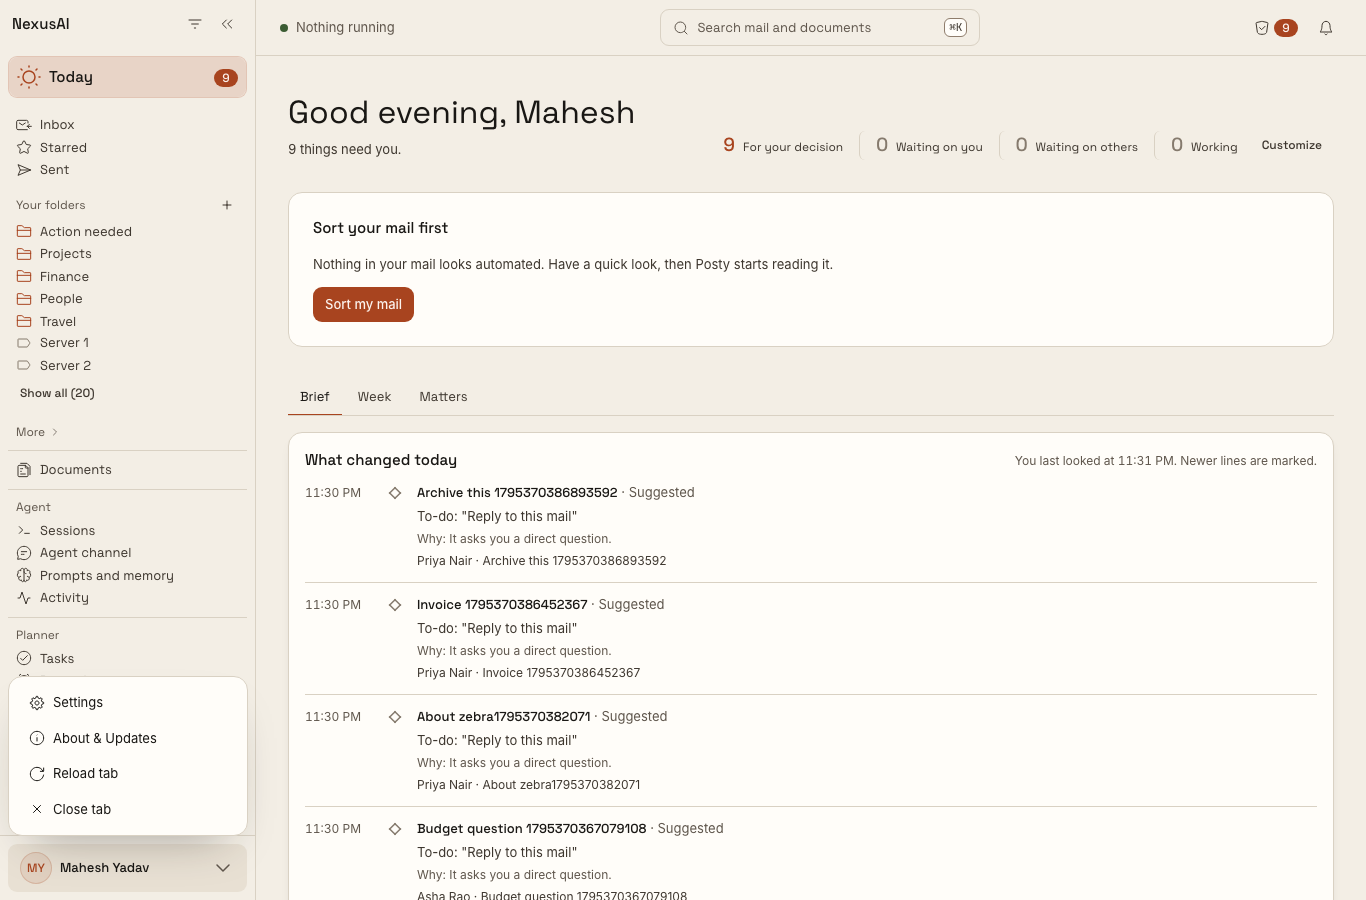 NexusAI
Today 9
Inbox
Starred
Sent
Your folders
Action needed
Projects
Finance
People
Travel
Server 1
Server 2
Show all (20)
More
Documents
Agent
Sessions
Agent channel
Prompts and memory
Activity
Planner
Tasks
Settings
About & Updates
Reload tab
Close tab
MY Mahesh Yadav
Nothing running
Search mail and documents ⌘K
9
Good evening, Mahesh
9 things need you.
9 For your decision
0 Waiting on you
0 Waiting on others
0 Working
Customize
Sort your mail first
Nothing in your mail looks automated. Have a quick look, then Posty starts reading it.
Sort my mail
Brief Week Matters
What changed today
You last looked at 11:31 PM. Newer lines are marked.
11:30 PM Archive this 1795370386893592 · Suggested
To-do: "Reply to this mail"
Why: It asks you a direct question.
Priya Nair · Archive this 1795370386893592
11:30 PM Invoice 1795370386452367 · Suggested
To-do: "Reply to this mail"
Why: It asks you a direct question.
Priya Nair · Invoice 1795370386452367
11:30 PM About zebra1795370382071 · Suggested
To-do: "Reply to this mail"
Why: It asks you a direct question.
Priya Nair · About zebra1795370382071
11:30 PM Budget question 1795370367079108 · Suggested
To-do: "Reply to this mail"
Why: It asks you a direct question.
Asha Rao · Budget question 1795370367079108